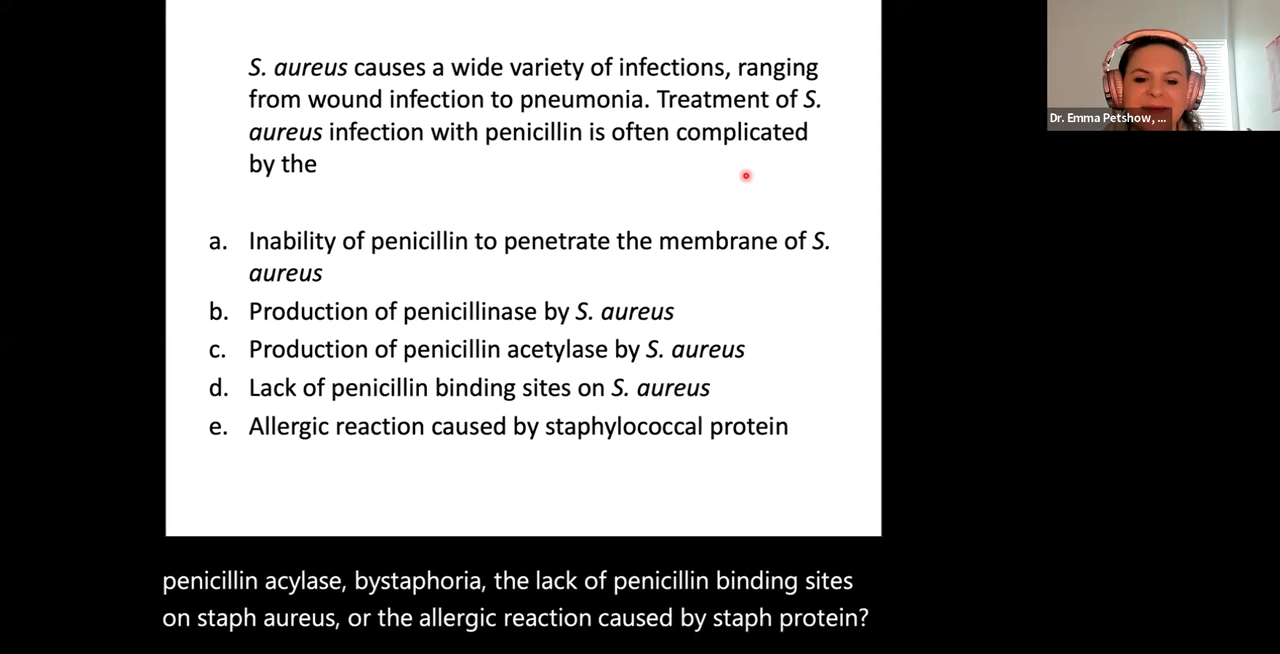 S. aureus causes a wide variety of infections, ranging
from wound infection to pneumonia. Treatment of S.
aureus infection with penicillin is often complicated
by the
a. Inability of penicillin to penetrate the membrane of S.
aureus
b. Production of penicillinase by S. aureus
c. Production of penicillin acetylase by S. aureus
d. Lack of penicillin binding sites on S. aureus
e. Allergic reaction caused by staphylococcal protein
Dr. Emma Petshow, ...
penicillin acylase, bystaphoria, the lack of penicillin binding sites
on staph aureus, or the allergic reaction caused by staph protein?